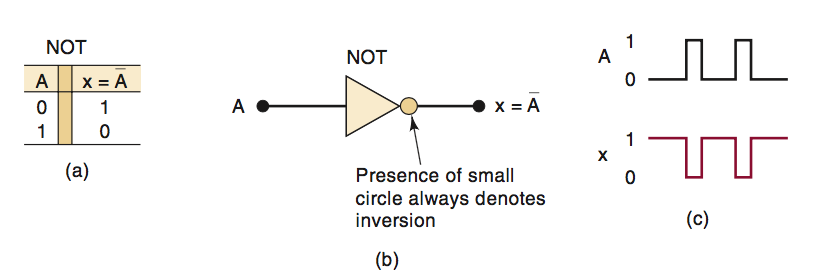 NOT
A x = A̅
0 1
1 0
(a)
NOT
A x = A̅
Presence of small
circle always denotes
inversion
(b)
A 1
0
x 1
0
(c)